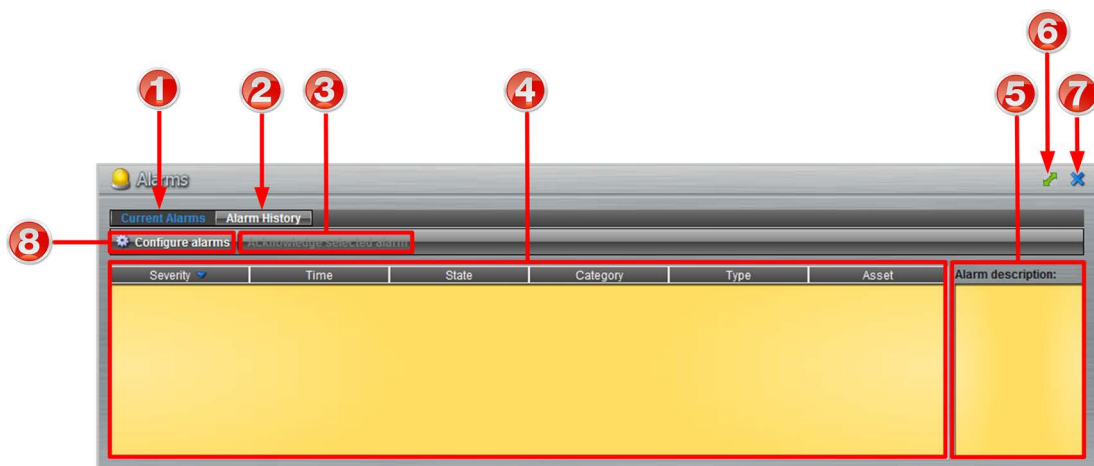 6
1 2 3 4 5 7
Alarms
Current Alarms Alarm History
8 Configure alarms Acknowledge selected alarm
Severity Time State Category Type Asset Alarm description: